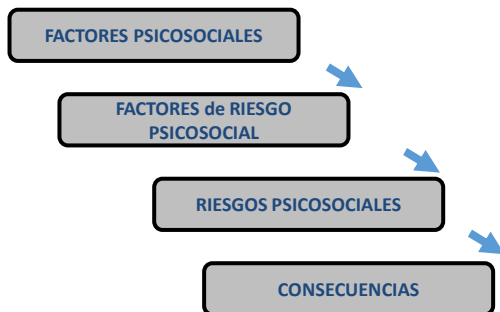 FACTORES PSICOSOCIALES
FACTORES de RIESGO
PSICOSOCIAL
RIESGOS PSICOSOCIALES
CONSECUENCIAS